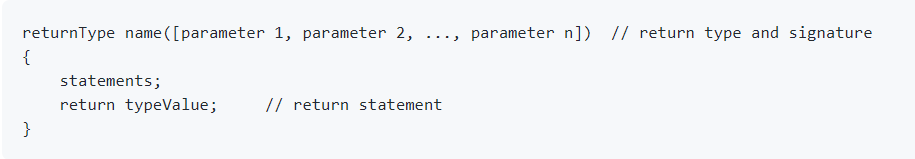 returnType name([parameter 1, parameter 2, ..., parameter n])  // return type and signature
{
    statements;
    return typeValue;     // return statement
}